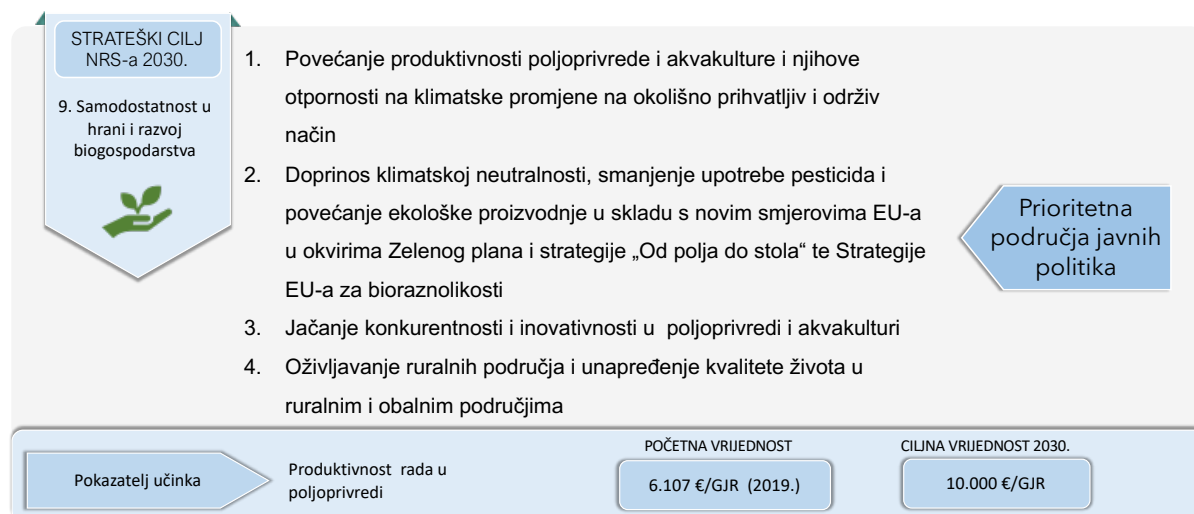 STRATEŠKI CILJ
NRS-a 2030.
9. Samodostatnost u
hrani i razvoj
biogospodarstva
1. Povećanje produktivnosti poljoprivrede i akvakulture i njihove
otpornosti na klimatske promjene na okolišno prihvatljiv i održiv
način
2. Doprinos klimatskoj neutralnosti, smanjenje upotrebe pesticida i
povećanje ekološke proizvodnje u skladu s novim smjerovima EU-a
u okvirima Zelenog plana i strategije „Od polja do stola“ te Strategije
EU-a za bioraznolikosti
3. Jačanje konkurentnosti i inovativnosti u poljoprivredi i akvakulturi
4. Oživljavanje ruralnih područja i unapređenje kvalitete života u
ruralnim i obalnim područjima
Prioritetna
područja javnih
politika
Pokazatelj učinka
Produktivnost rada u
poljoprivredi
POČETNA VRIJEDNOST
6.107 €/GJR (2019.)
CILJNA VRIJEDNOST 2030.
10.000 €/GJR